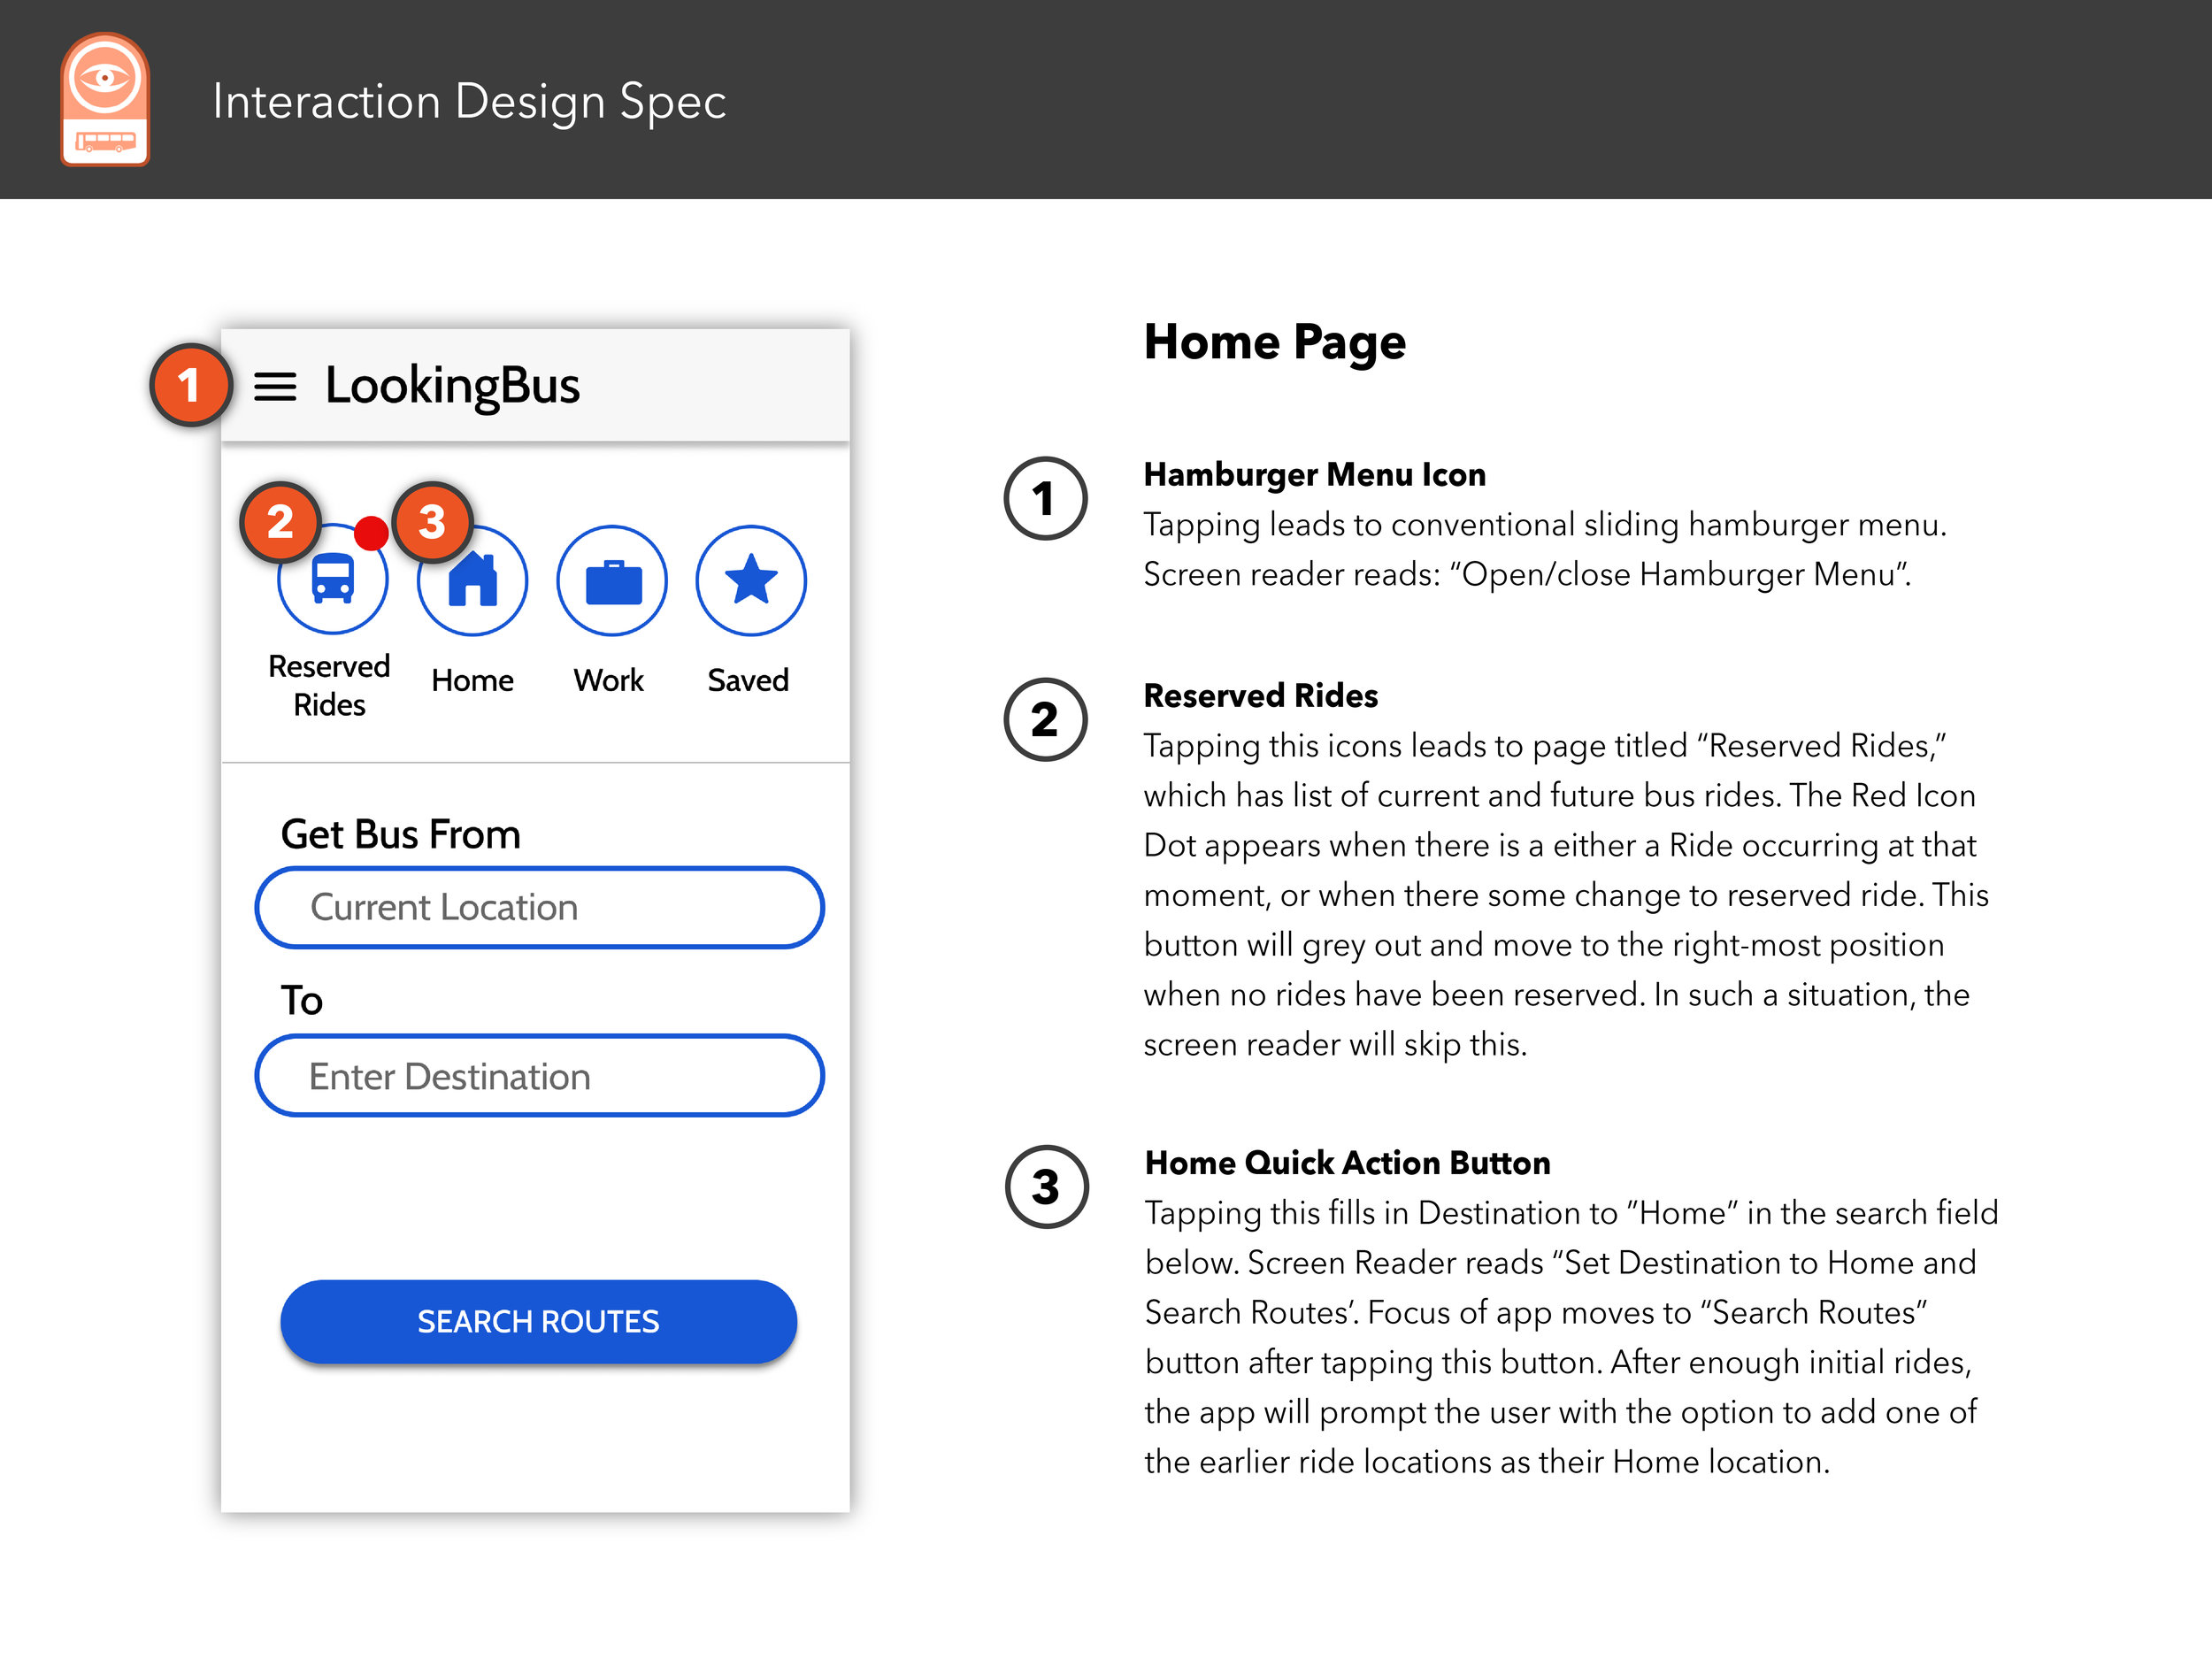 Interaction Design Spec
1
LookingBus
2
3
Reserved
Rides
Home
Work
Saved
Get Bus From
Current Location
To
Enter Destination
SEARCH ROUTES
Home Page
1
Hamburger Menu Icon
Tapping leads to conventional sliding hamburger menu.
Screen reader reads: “Open/close Hamburger Menu”.
2
Reserved Rides
Tapping this icons leads to page titled “Reserved Rides,”
which has list of current and future bus rides. The Red Icon
Dot appears when there is a either a Ride occurring at that
moment, or when there some change to reserved ride. This
button will grey out and move to the right-most position
when no rides have been reserved. In such a situation, the
screen reader will skip this.
3
Home Quick Action Button
Tapping this fills in Destination to ”Home” in the search field
below. Screen Reader reads “Set Destination to Home and
Search Routes’. Focus of app moves to “Search Routes”
button after tapping this button. After enough initial rides,
the app will prompt the user with the option to add one of
the earlier ride locations as their Home location.